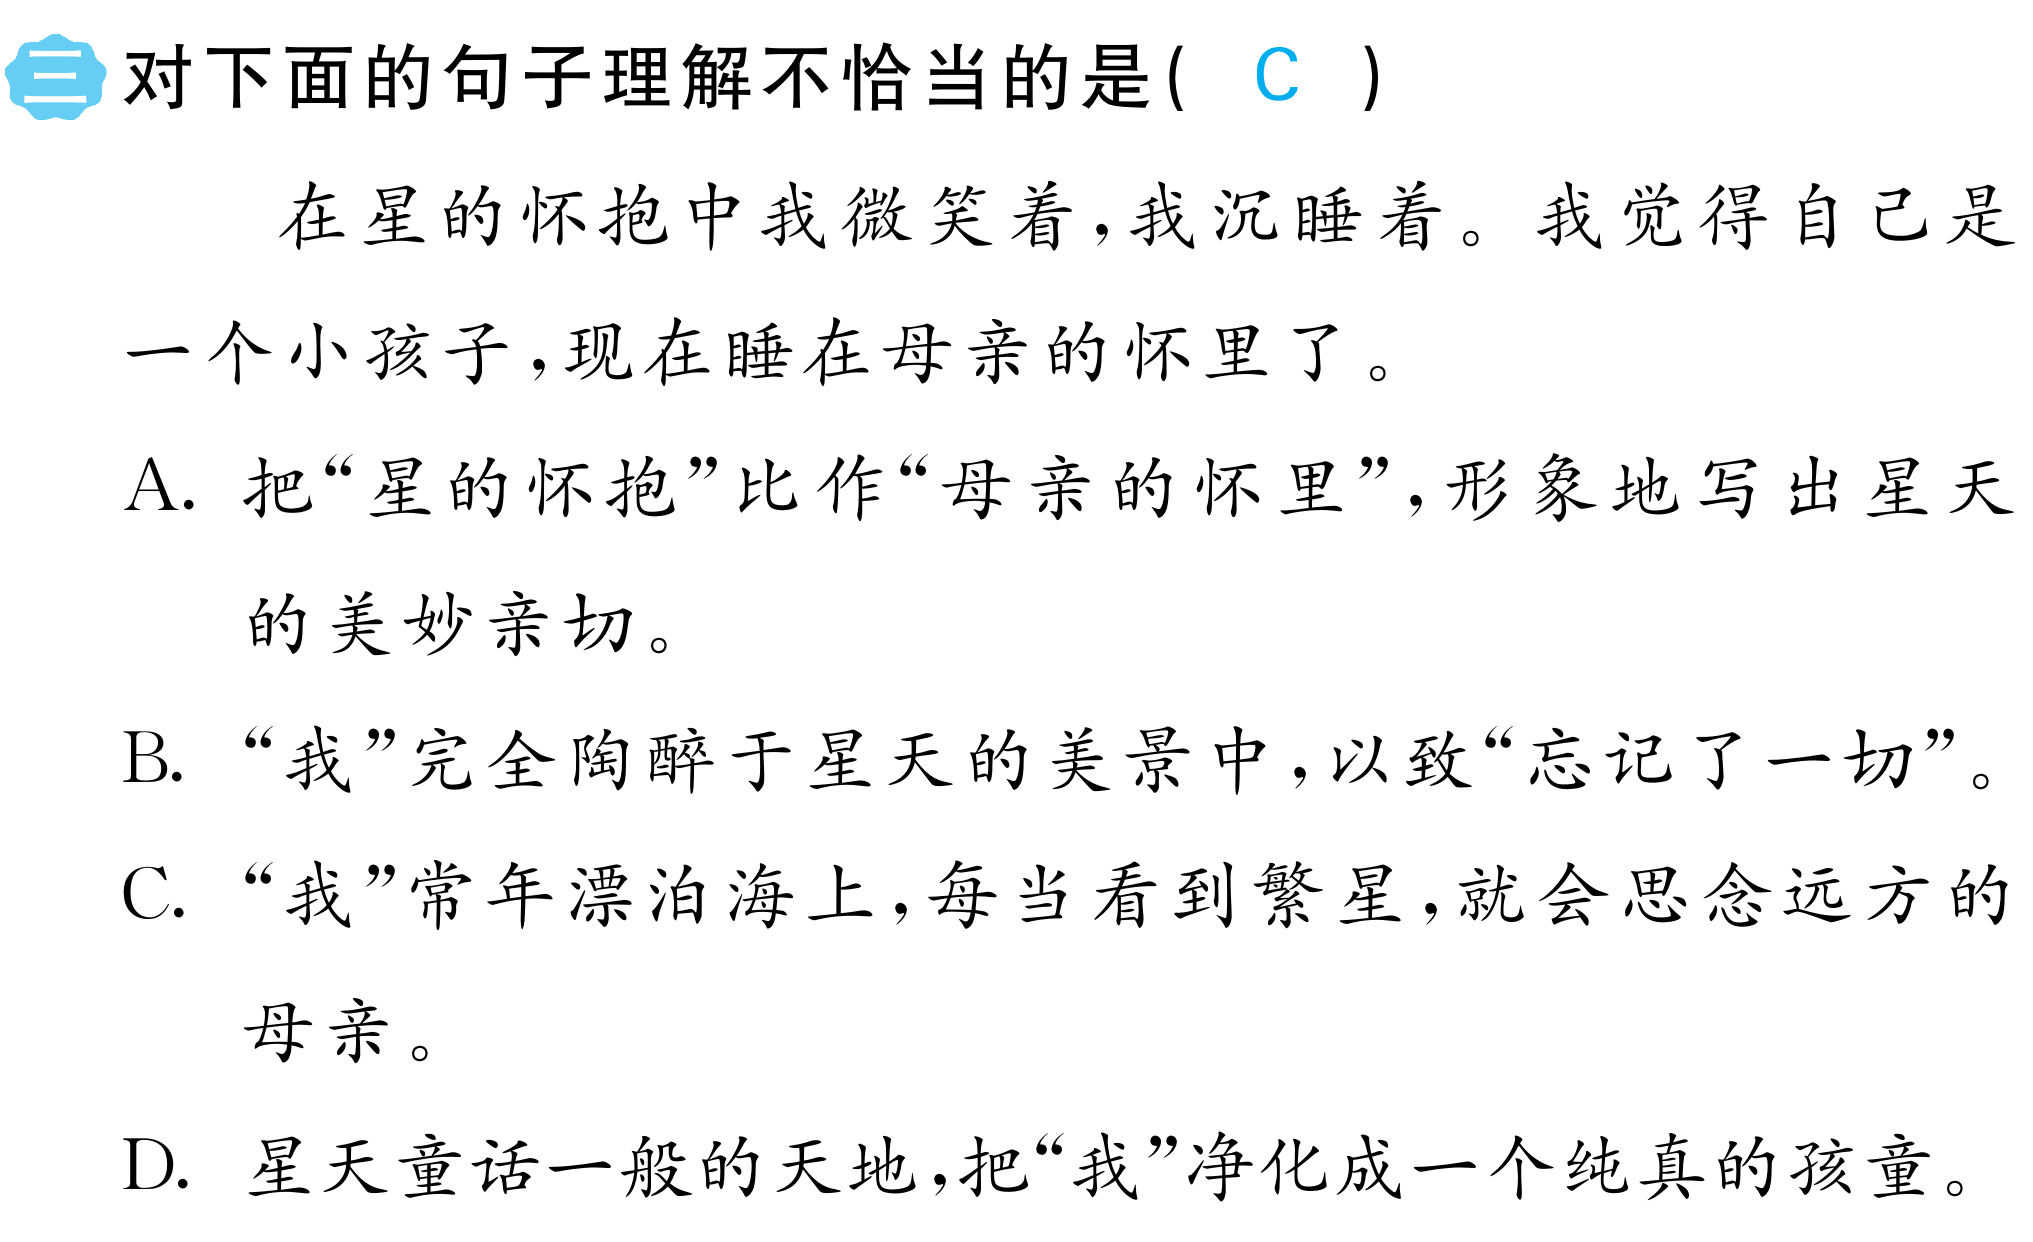 三 对下面的句子理解不恰当的是( C )
在星的怀抱中我微笑着,我沉睡着。我觉得自己是
一个小孩子,现在睡在母亲的怀里了。
A. 把“星的怀抱”比作“母亲的怀里”,形象地写出星天
的美妙亲切。
B. “我”完全陶醉于星天的美景中,以致“忘记了一切”。
C. “我”常年漂泊海上,每当看到繁星,就会思念远方的
母亲。
D. 星天童话一般的天地,把“我”净化成一个纯真的孩童。